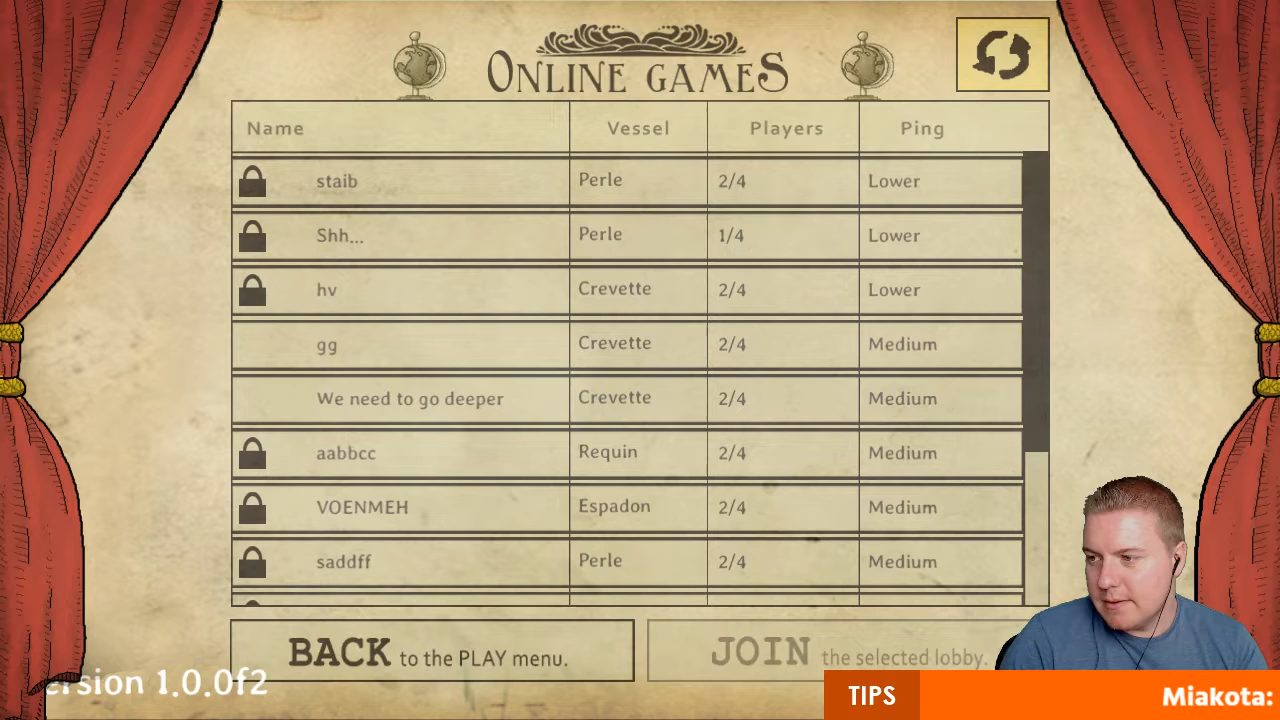 ONLINE GAMES
Name Vessel Players Ping
staib Perle 2/4 Lower
Shh... Perle 1/4 Lower
hv Crevette 2/4 Lower
gg Crevette 2/4 Medium
We need to go deeper Crevette 2/4 Medium
aabbcc Requin 2/4 Medium
VOENMEH Espadon 2/4 Medium
saddff Perle 2/4 Medium
BACK to the PLAY menu. JOIN the selected lobby.
ersion 1.0.0f2
TIPS Miakota: